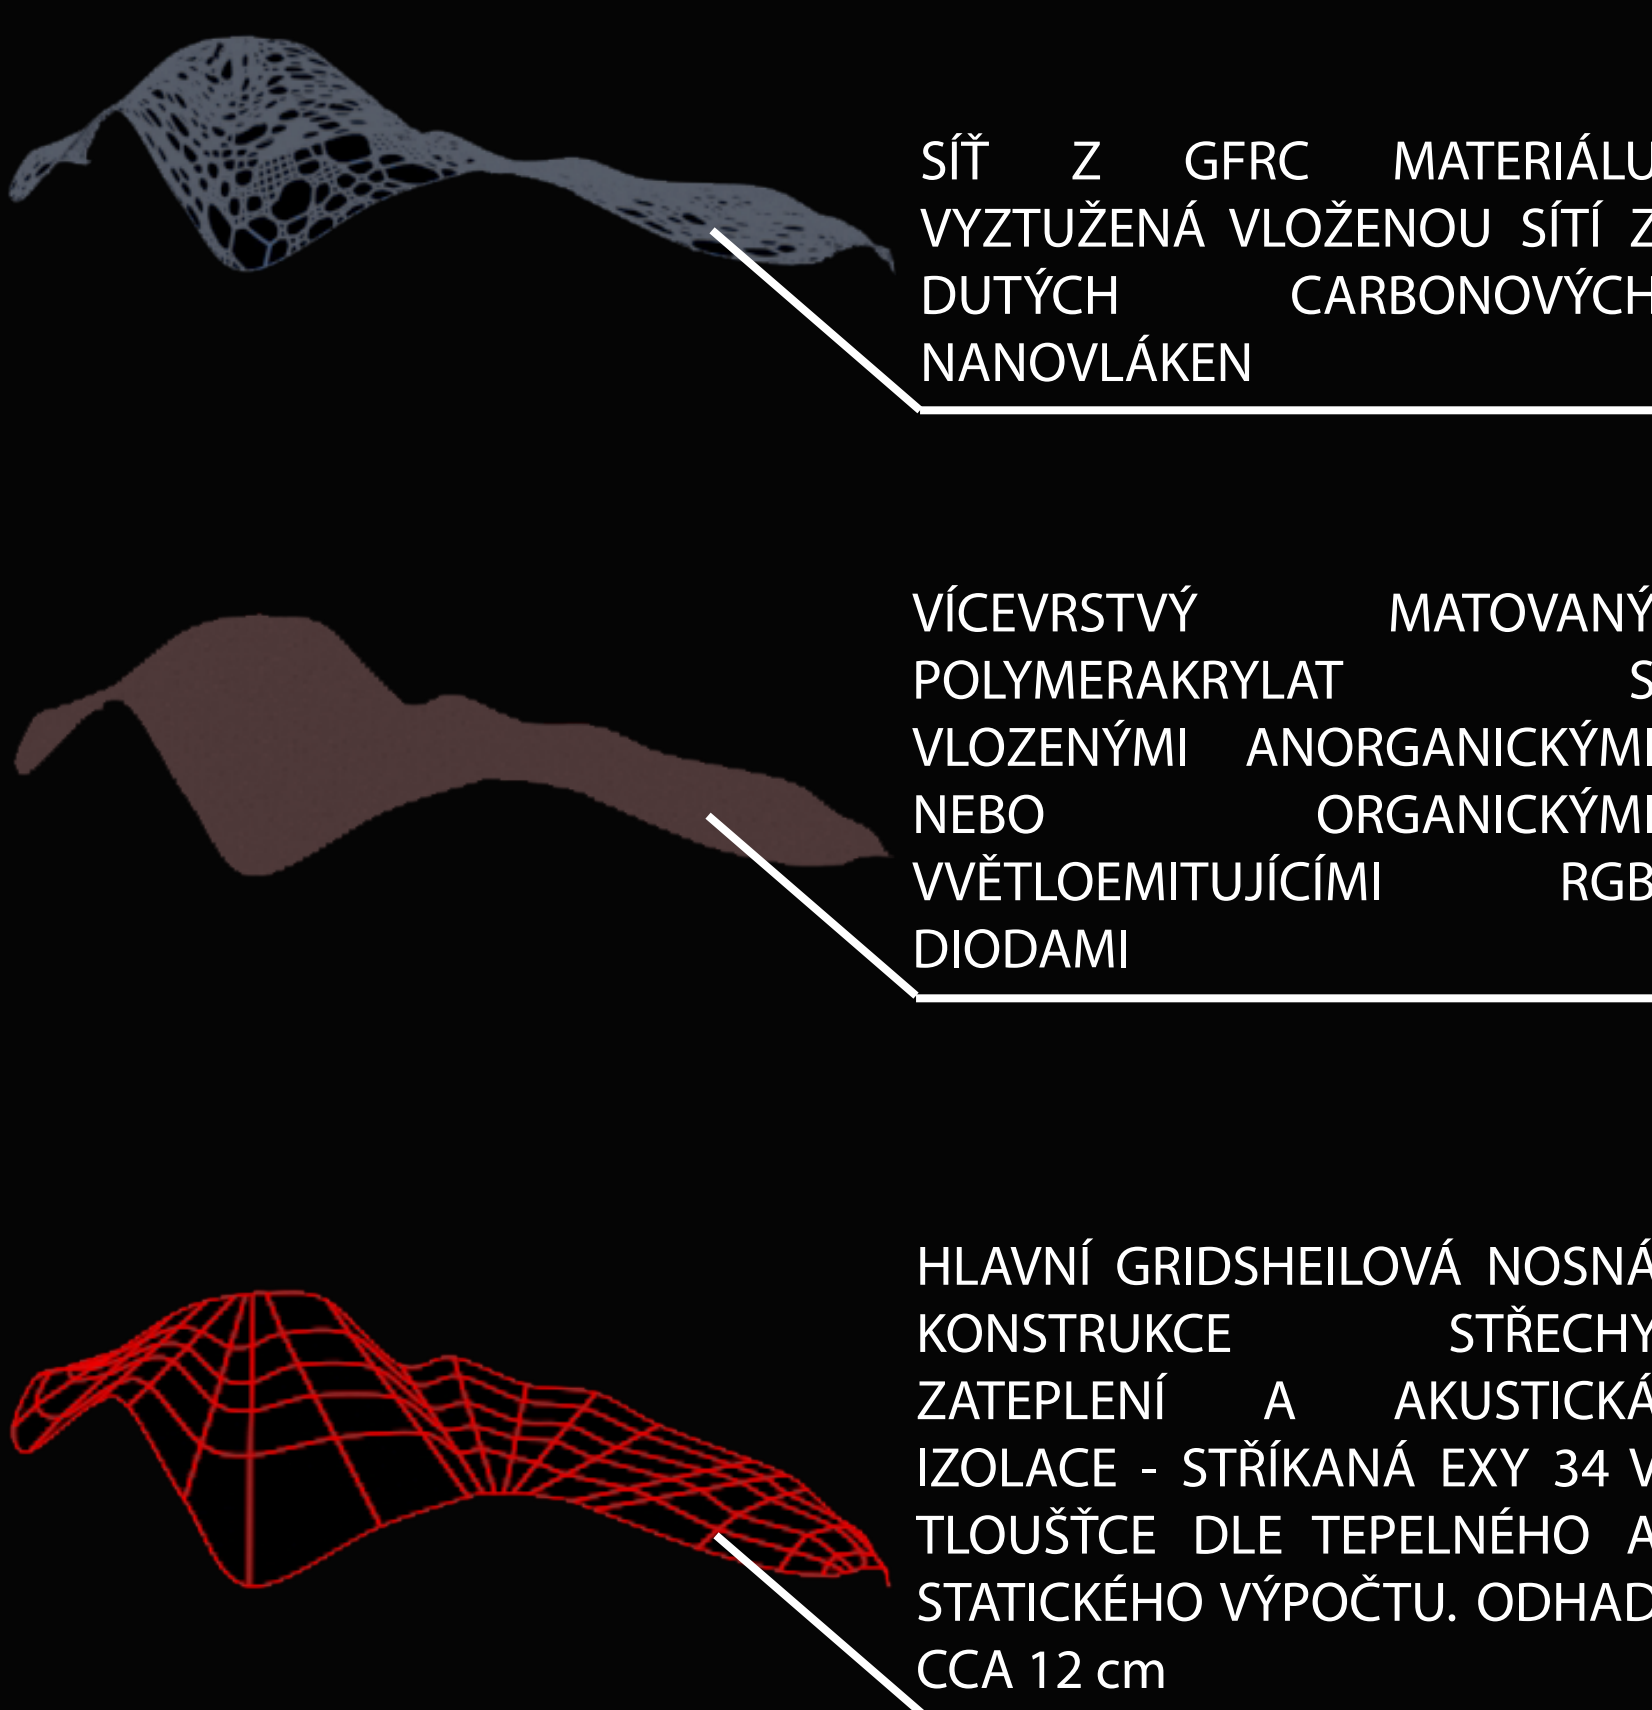 SÍŤ Z GFRC MATERIÁLU
VYZTUŽENÁ VLOŽENOU SÍTÍ Z
DUTÝCH CARBONOVÝCH
NANOVLÁKEN
VÍCEVRSTVÝ MATOVANÝ
POLYMERAKRYLAT S
VLOZENÝMI ANORGANICKÝMI
NEBO ORGANICKÝMI
VVĚTLOEMITUJÍCÍMI RGB
DIODAMI
HLAVNÍ GRIDSHEILOVÁ NOSNÁ
KONSTRUKCE STŘECHY
ZATEPLENÍ A AKUSTICKÁ
IZOLACE - STŘÍKANÁ EXY 34 V
TLOUŠŤCE DLE TEPELNÉHO A
STATICKÉHO VÝPOČTU. ODHAD
CCA 12 cm